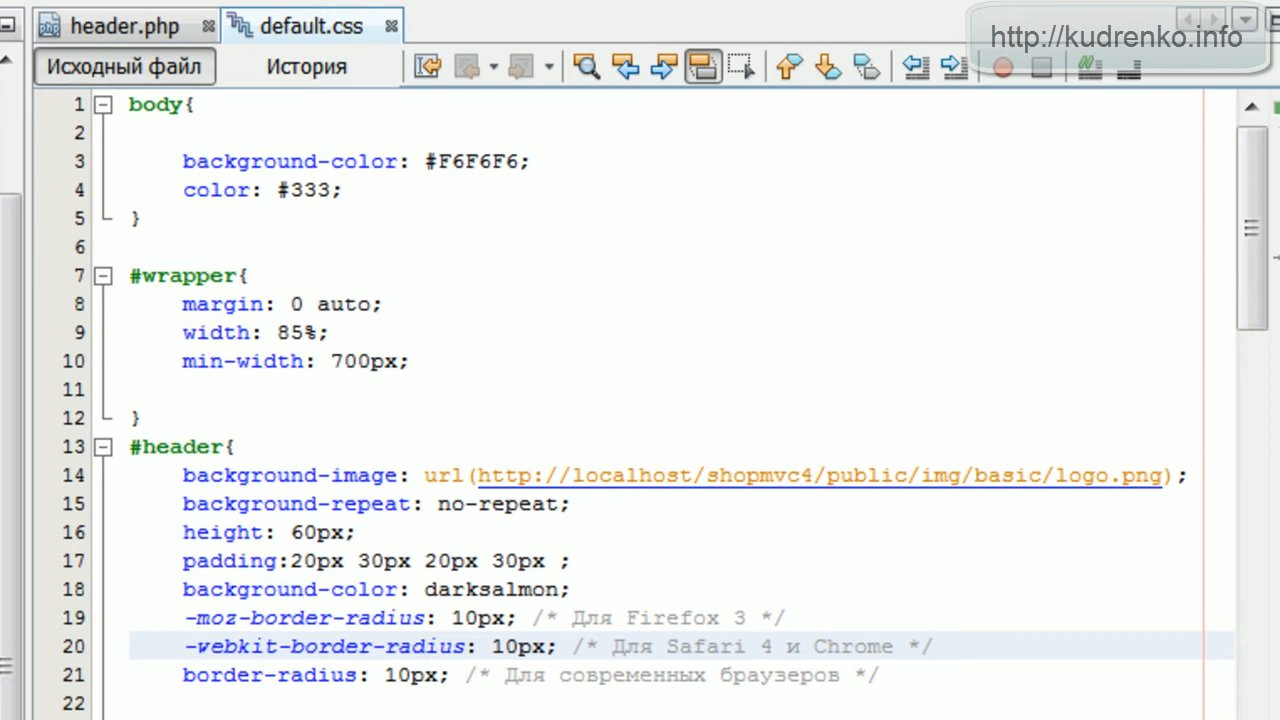 header.php default.css
http://kudrenko.info
Исходный файл История
1 body{
2
3 background-color: #F6F6F6;
4 color: #333;
5 }
6
7 #wrapper{
8 margin: 0 auto;
9 width: 85%;
10 min-width: 700px;
11
12 }
13 #header{
14 background-image: url(http://localhost/shopmvc4/public/img/basic/logo.png);
15 background-repeat: no-repeat;
16 height: 60px;
17 padding:20px 30px 20px 30px ;
18 background-color: darksalmon;
19 -moz-border-radius: 10px; /* Для Firefox 3 */
20 -webkit-border-radius: 10px; /* Для Safari 4 и Chrome */
21 border-radius: 10px; /* Для современных браузеров */
22